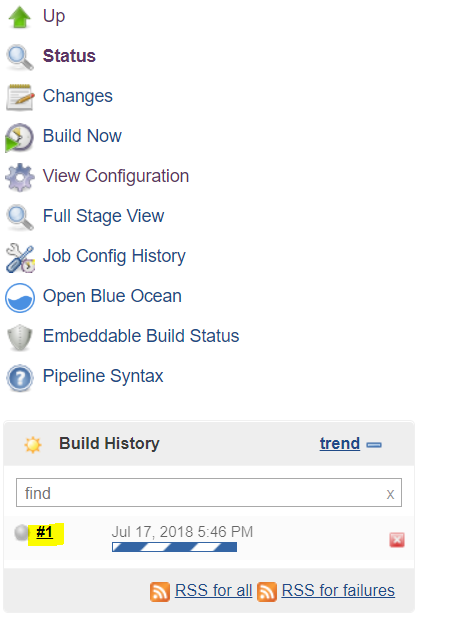 Up
Status
Changes
Build Now
View Configuration
Full Stage View
Job Config History
Open Blue Ocean
Embeddable Build Status
Pipeline Syntax
Build History trend
find x
#1 Jul 17, 2018 5:46 PM
RSS for all RSS for failures